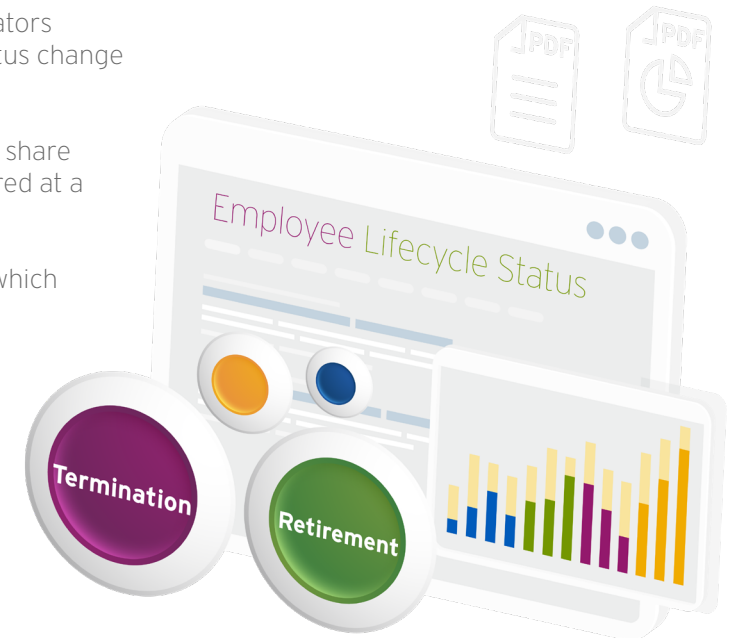 ators
tus change
share
red at a
which
PDF
PDF
Employee Lifecycle Status
Termination
Retirement